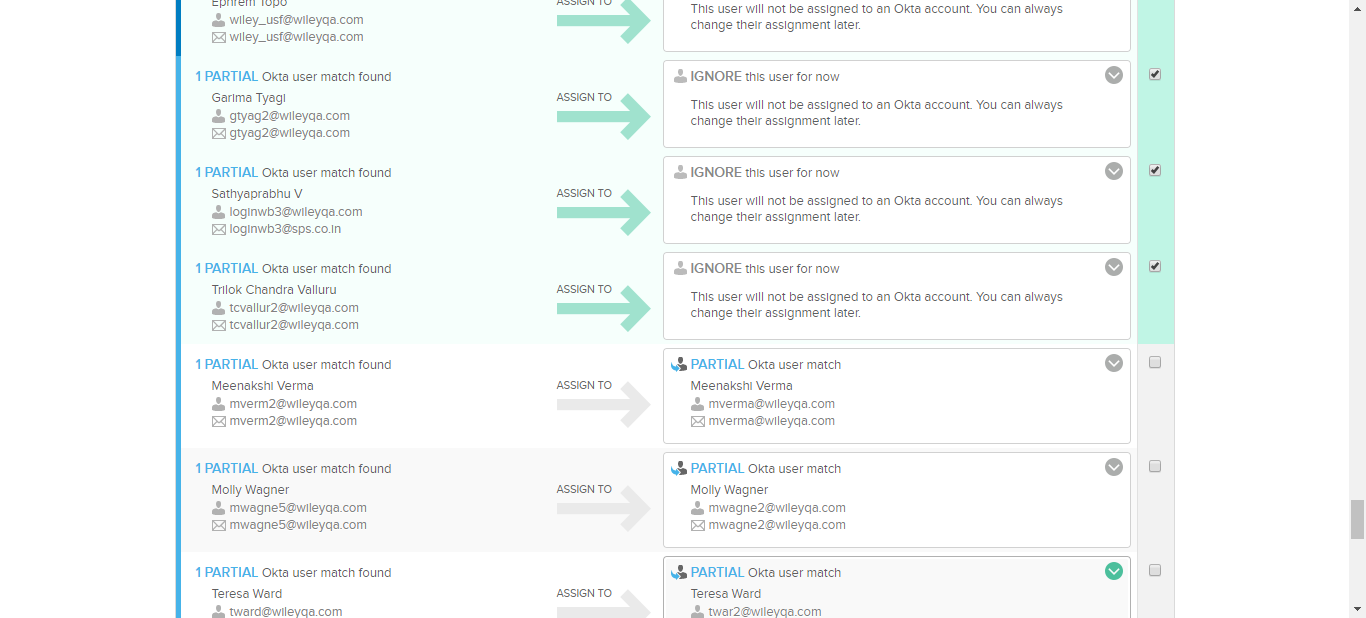 Ephrem Topo
ASSIGN TO
This user will not be assigned to an Okta account. You can always
wiley_usf@wileyqa.com
change their assignment later.
wiley_usf@wileyqa.com
1 PARTIAL Okta user match found
IGNORE this user for now
Garima Tyagi
ASSIGN TO
This user will not be assigned to an Okta account. You can always
gtyag2@wileyqa.com
change their assignment later.
gtyag2@wileyqa.com
1 PARTIAL Okta user match found
IGNORE this user for now
Sathyaprabhu V
ASSIGN TO
This user will not be assigned to an Okta account. You can always
loginwb3@wileyqa.com
change their assignment later.
loginwb3@sps.co.in
1 PARTIAL Okta user match found
IGNORE this user for now
Trilok Chandra Valluru
ASSIGN TO
This user will not be assigned to an Okta account. You can always
tcvallur2@wileyqa.com
change their assignment later.
tcvallur2@wileyqa.com
1 PARTIAL Okta user match found
PARTIAL Okta user match
Meenakshi Verma
ASSIGN TO
Meenakshi Verma
mverm2@wileyqa.com
mverma@wileyqa.com
mverm2@wileyqa.com
mverma@wileyqa.com
1 PARTIAL Okta user match found
PARTIAL Okta user match
Molly Wagner
ASSIGN TO
Molly Wagner
mwagne5@wileyqa.com
mwagne2@wileyqa.com
mwagne5@wileyqa.com
mwagne2@wileyqa.com
1 PARTIAL Okta user match found
PARTIAL Okta user match
Teresa Ward
ASSIGN TO
Teresa Ward
tward@wileyqa.com
twar2@wileyqa.com